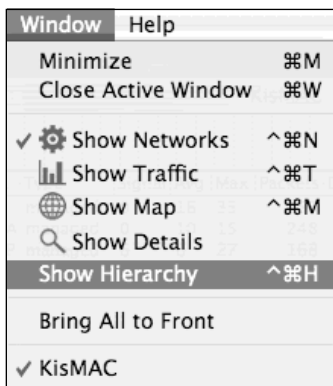 Window Help
Minimize ⌘M
Close Active Window ⌘W
✓ Show Networks ^⌘N
Show Traffic ^⌘T
Show Map ^⌘M
Show Details
Show Hierarchy ^⌘H
Bring All to Front
✓ KisMAC